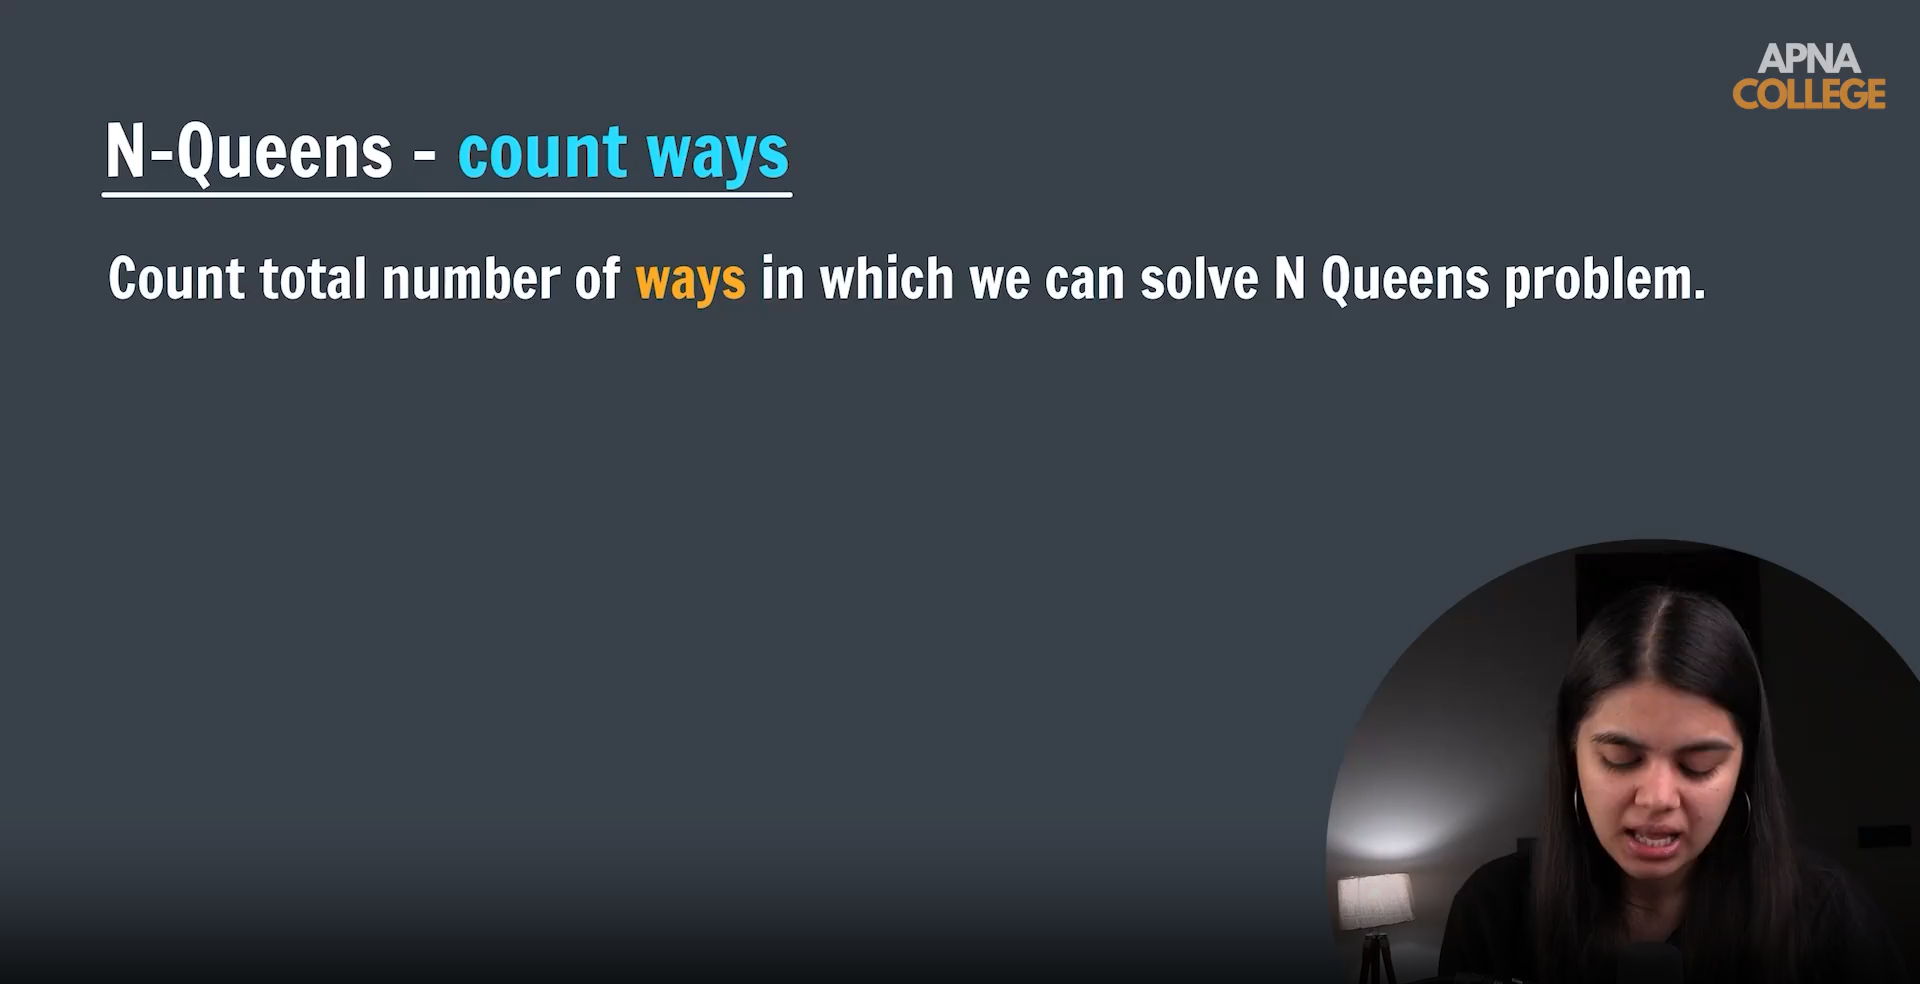 APNA
COLLEGE
N-Queens - count ways
Count total number of ways in which we can solve N Queens problem.